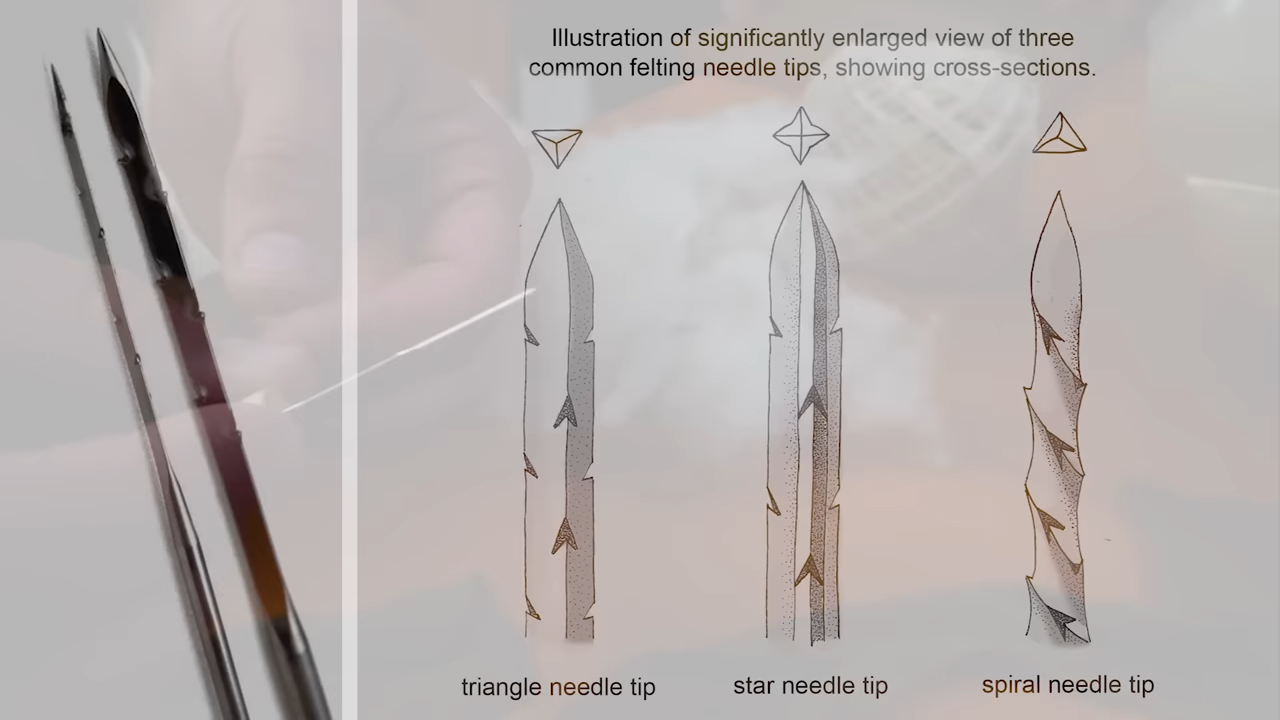 Illustration of significantly enlarged view of three
common felting needle tips, showing cross-sections.
triangle needle tip
star needle tip
spiral needle tip